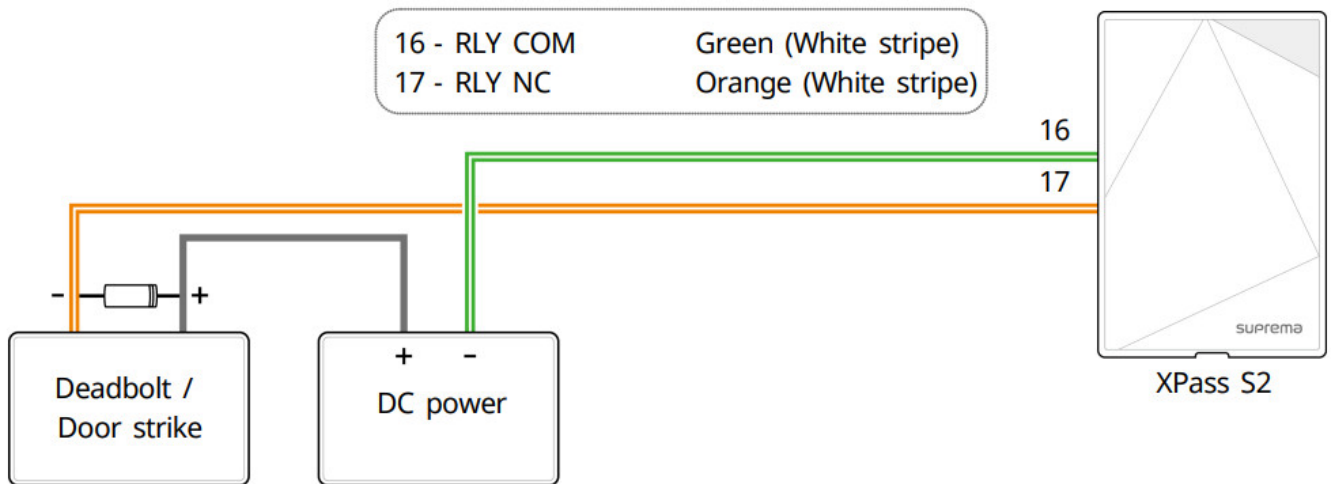 16 - RLY COM Green (White stripe)
17 - RLY NC Orange (White stripe)
16
17
- +
+ -
Deadbolt /
Door strike
DC power
suprema
XPass S2